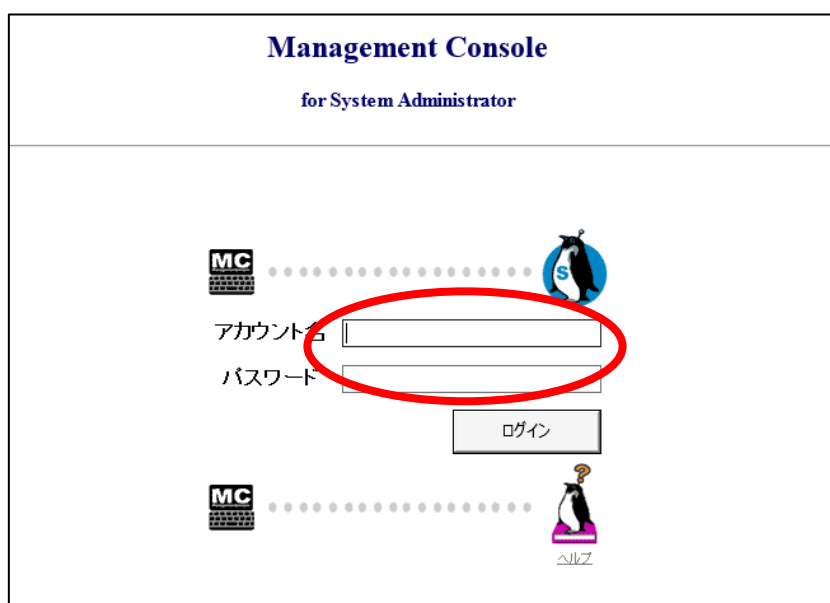 Management Console
for System Administrator
MC
S
アカウント名
パスワード
ログイン
MC
?
ヘルプ